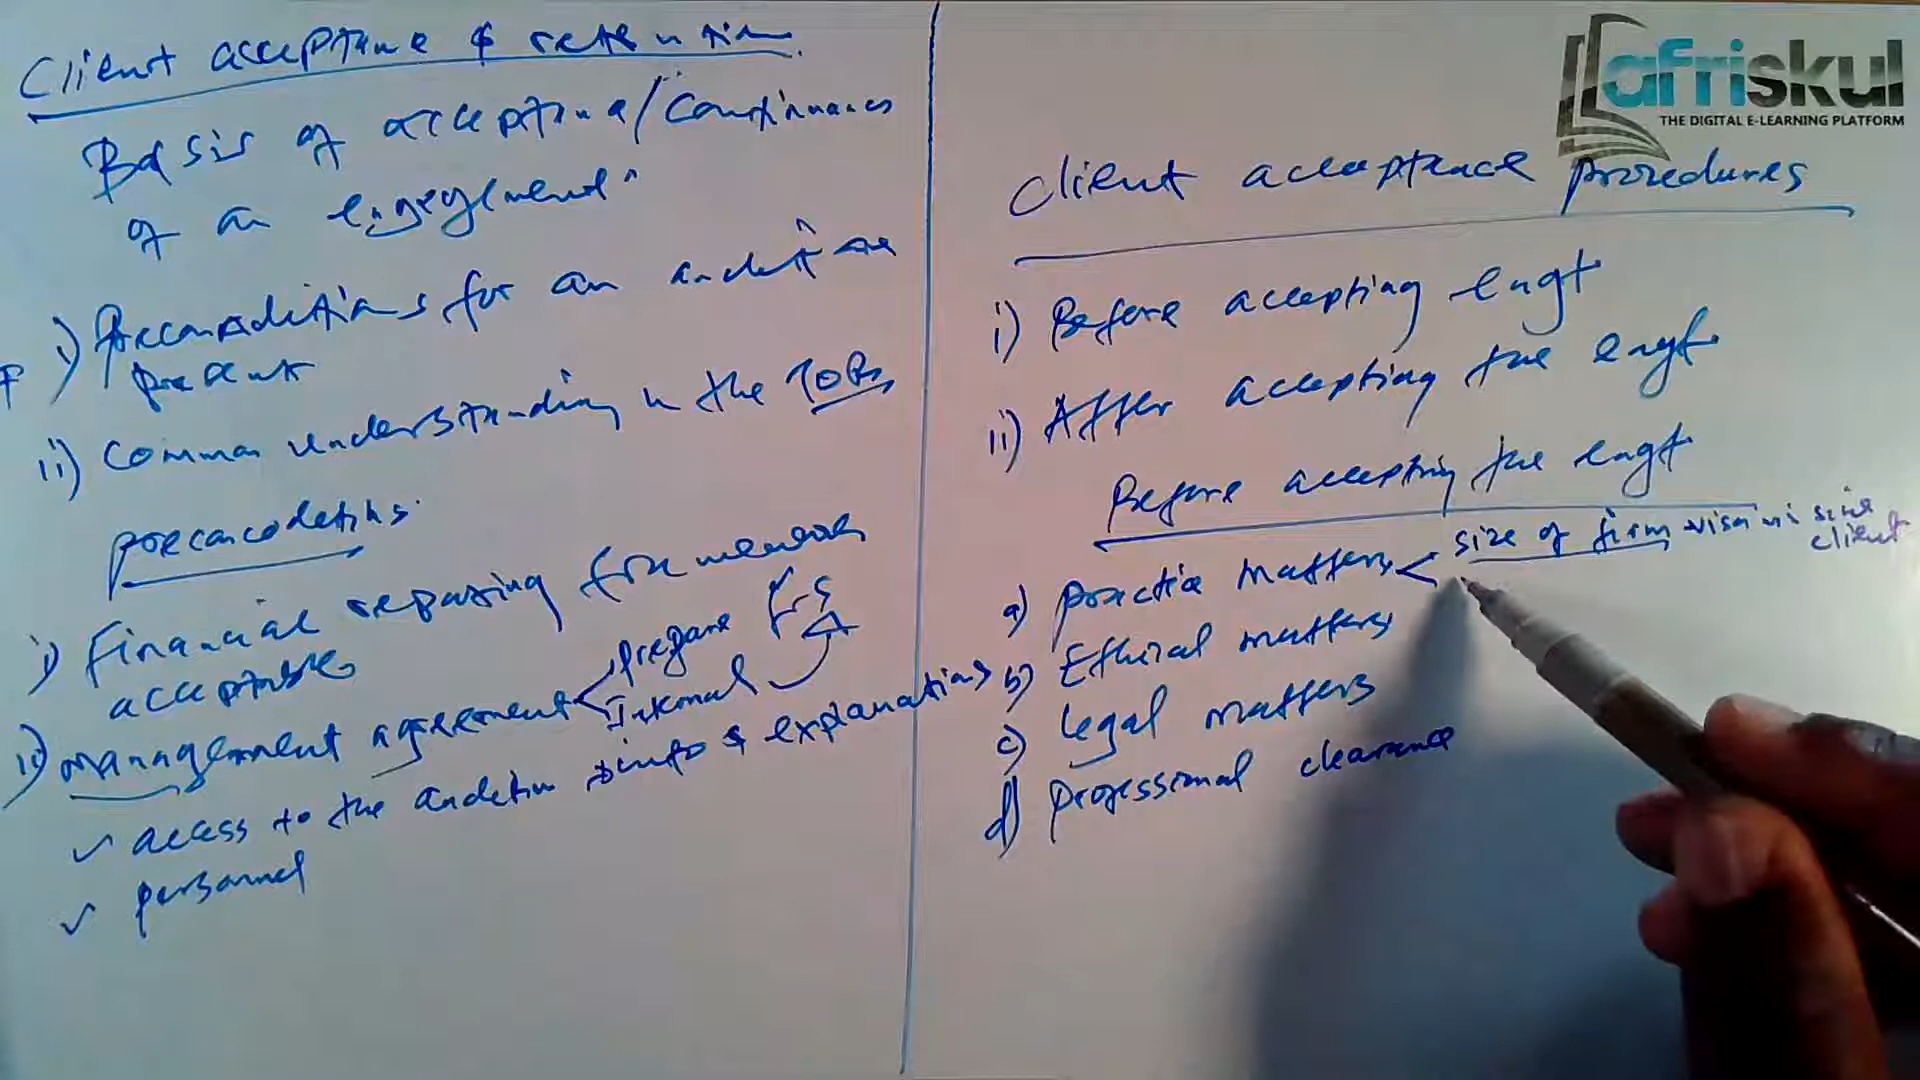 Client acceptance & retention
Basis of acceptance/Continuance
of an engagement
i) Preconditions for an audit are
present
ii) Common understanding in the TOEs
preconditions
i) Financial reporting framework
acceptable
ii) management agreement
prepare F-S
Internal
✓ access to the auditor info & explanations
✓ personnel
afriskul
THE DIGITAL E-LEARNING PLATFORM
Client acceptance procedures
i) Before accepting engt
ii) After accepting the engt
Before accepting the engt
a) practice matters < size of firm visavi size
client
b) Ethical matters
c) legal matters
d) professional clearance